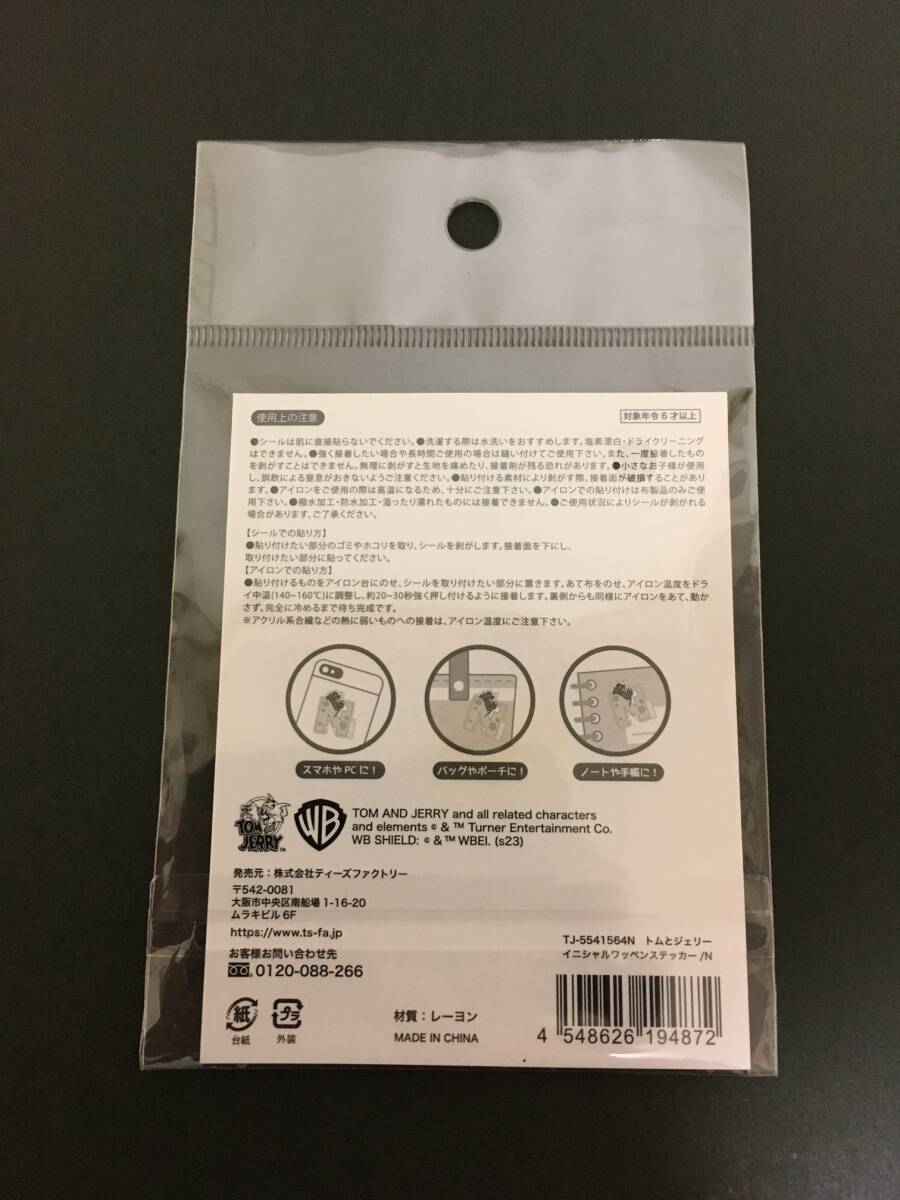 使用上の注意
対象年令6才以上
●シールは肌に直接貼らないでください。●洗濯する際は水洗いをおすすめします。塩素漂白・ドライクリーニング
はできません。●強く接着したい場合や長時間ご使用の場合は縫い付けてご使用下さい。また、一度接着したもの
を剥がすことはできません。無理に剥がすと生地を痛めたり、接着剤が残る恐れがあります。●小さなお子様が使用
し、誤飲による窒息がおきないようご注意ください。●貼り付ける素材により剥がす際、接着面が破損することがあり
ます。●アイロンをご使用の際は高温になるため、十分にご注意下さい。●アイロンでの貼り付けは布製品のみご使
用下さい。●撥水加工・防水加工・湿ったり濡れたものには接着できません。●ご使用状況によりシールが剥がれる
場合があります、ご了承ください。
【シールでの貼り方】
●貼り付けたい部分のゴミやホコリを取り、シールを剥がします。接着面を下にし、
取り付けたい部分に貼ってください。
【アイロンでの貼り方】
●貼り付けるものをアイロン台にのせ、シールを取り付けたい部分に置きます。あて布をのせ、アイロン温度をドラ
イ中温(140~160℃)に調整し、約20~30秒強く押し付けるように接着します。裏側からも同様にアイロンをあて、動か
さず、完全に冷めるまで待ち完成です。
※アクリル系合繊などの熱に弱いものへの接着は、アイロン温度にご注意下さい。
スマホやPCに!
バッグやポーチに!
ノートや手帳に!
TOM AND JERRY™
WB
TOM AND JERRY and all related characters
and elements © & ™ Turner Entertainment Co.
WB SHIELD: © & ™ WBEI. (s23)
発売元：株式会社ティーズファクトリー
〒542-0081
大阪市中央区南船場1-16-20
ムラキビル6F
https://www.ts-fa.jp
お客様お問い合わせ先
0120-088-266
TJ-5541564N トムとジェリー
イニシャルワッペンステッカー/N
紙
台紙
プラ
外装
材質：レーヨン
MADE IN CHINA
4 548626 194872